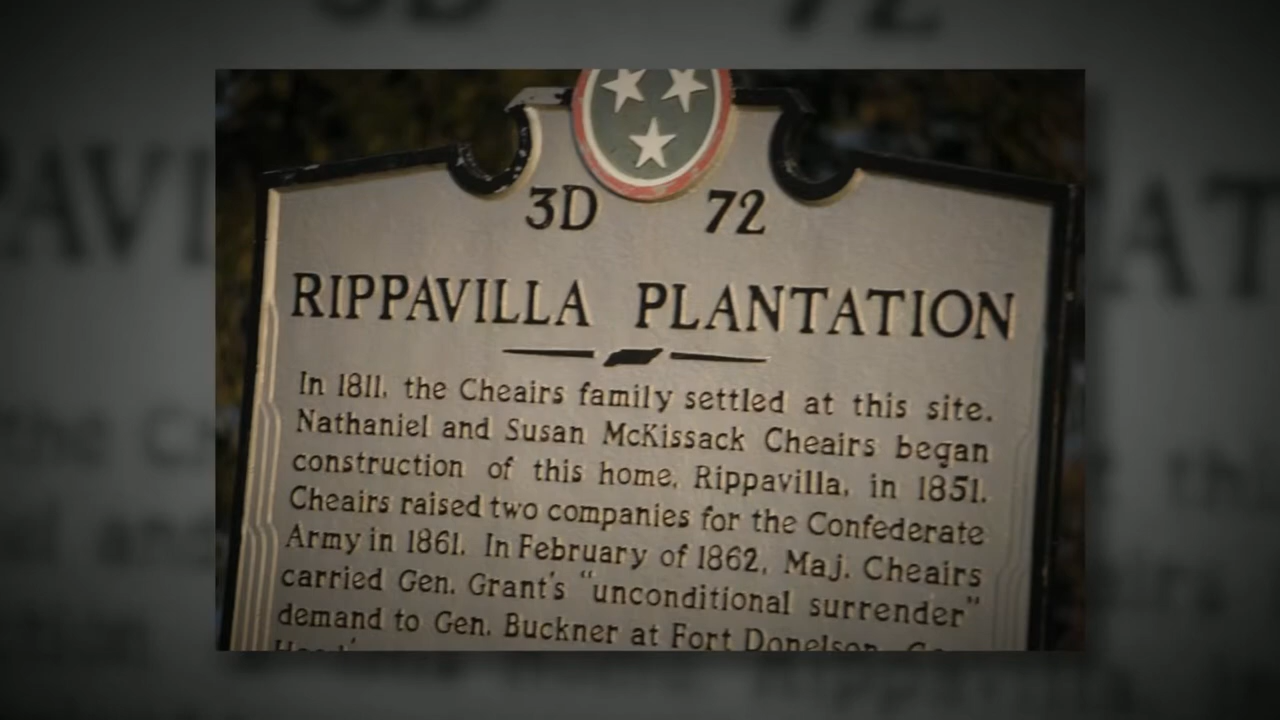 3D 72
RIPPAVILLA PLANTATION
In 1811, the Cheairs family settled at this site.
Nathaniel and Susan McKissack Cheairs began
construction of this home, Rippavilla, in 1851.
Cheairs raised two companies for the Confederate
Army in 1861. In February of 1862, Maj. Cheairs
carried Gen. Grant's "unconditional surrender"
demand to Gen. Buckner at Fort Donelson.